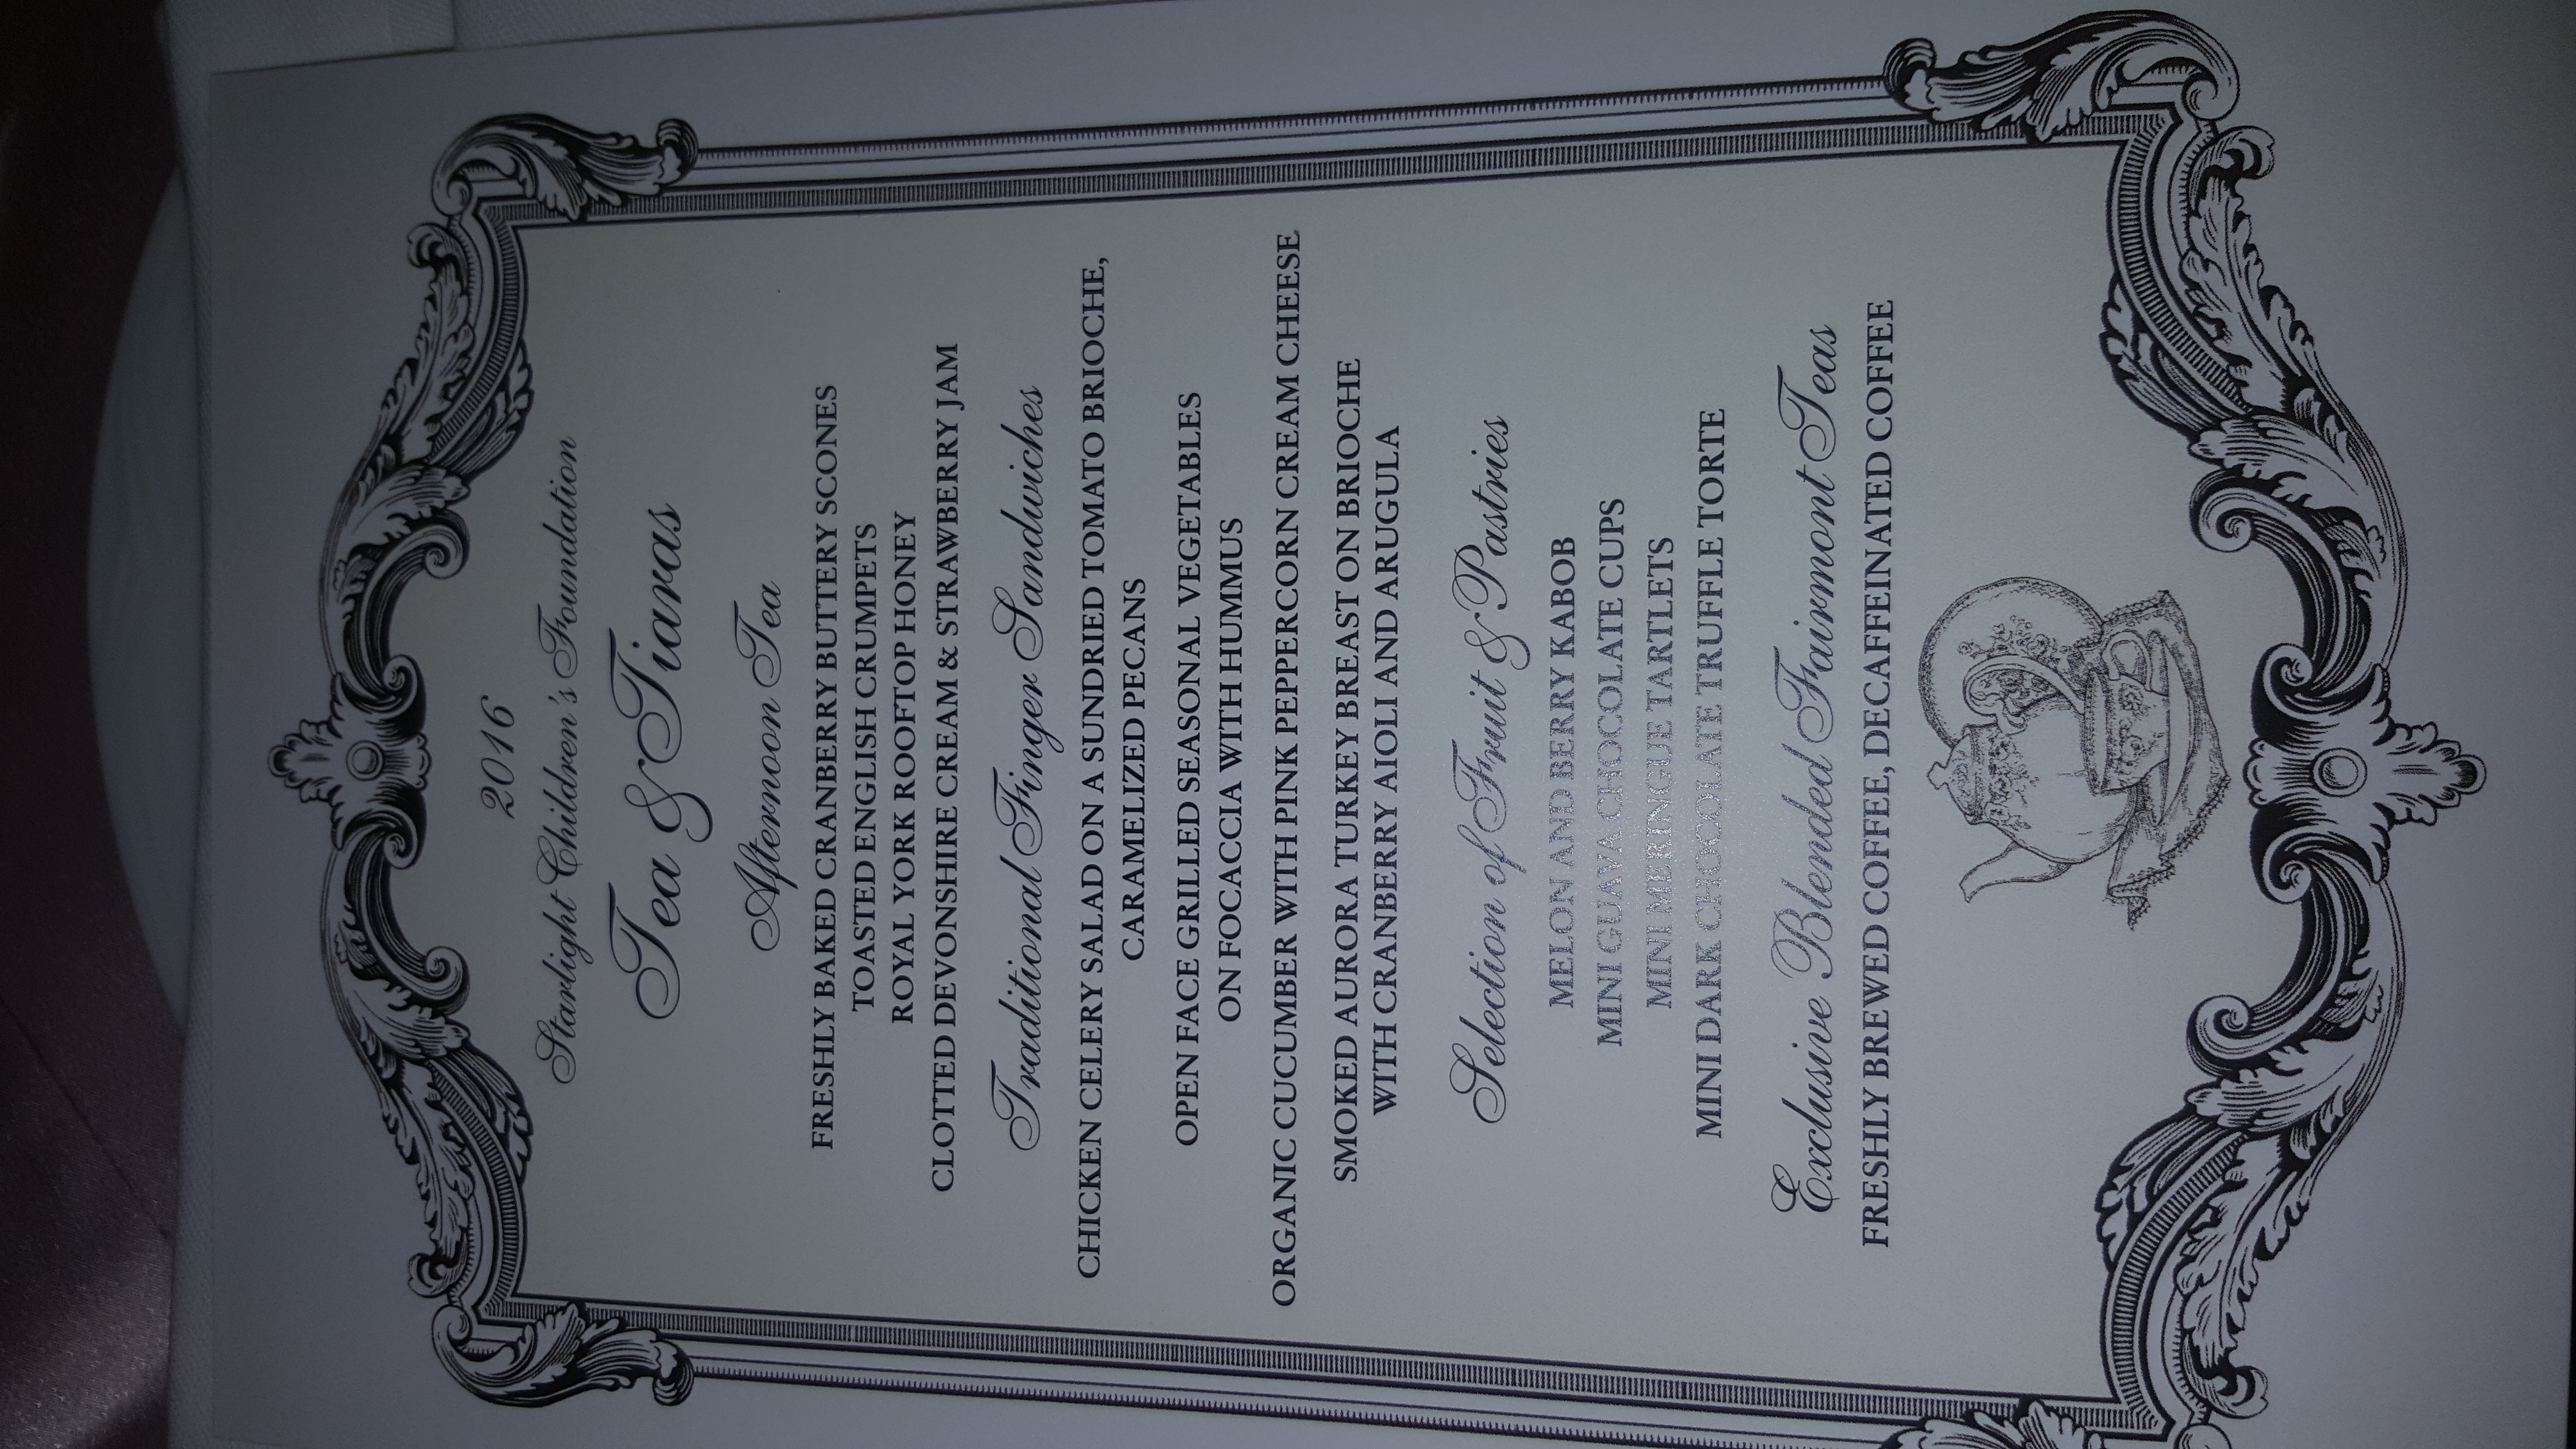 2016
Starlight Children's Foundation
Tea & Tiaras
Afternoon Tea
FRESHLY BAKED CRANBERRY BUTTERY SCONES
TOASTED ENGLISH CRUMPETS
ROYAL YORK ROOFTOP HONEY
CLOTTED DEVONSHIRE CREAM & STRAWBERRY JAM
Traditional Finger Sandwiches
CHICKEN CELERY SALAD ON A SUNDRIED TOMATO BRIOCHE,
CARAMELIZED PECANS
OPEN FACE GRILLED SEASONAL VEGETABLES
ON FOCACCIA WITH HUMMUS
ORGANIC CUCUMBER WITH PINK PEPPERCORN CREAM CHEESE
SMOKED AURORA TURKEY BREAST ON BRIOCHE
WITH CRANBERRY AIOLI AND ARUGULA
Selection of Fruit & Pastries
MELON AND BERRY KABOB
MINI GUAVA CHOCOLATE CUPS
MINI MERINGUE TARTLETS
MINI DARK CHOCOLATE TRUFFLE TORTE
Exclusive Blended Fairmont Teas
FRESHLY BREWED COFFEE, DECAFFEINATED COFFEE